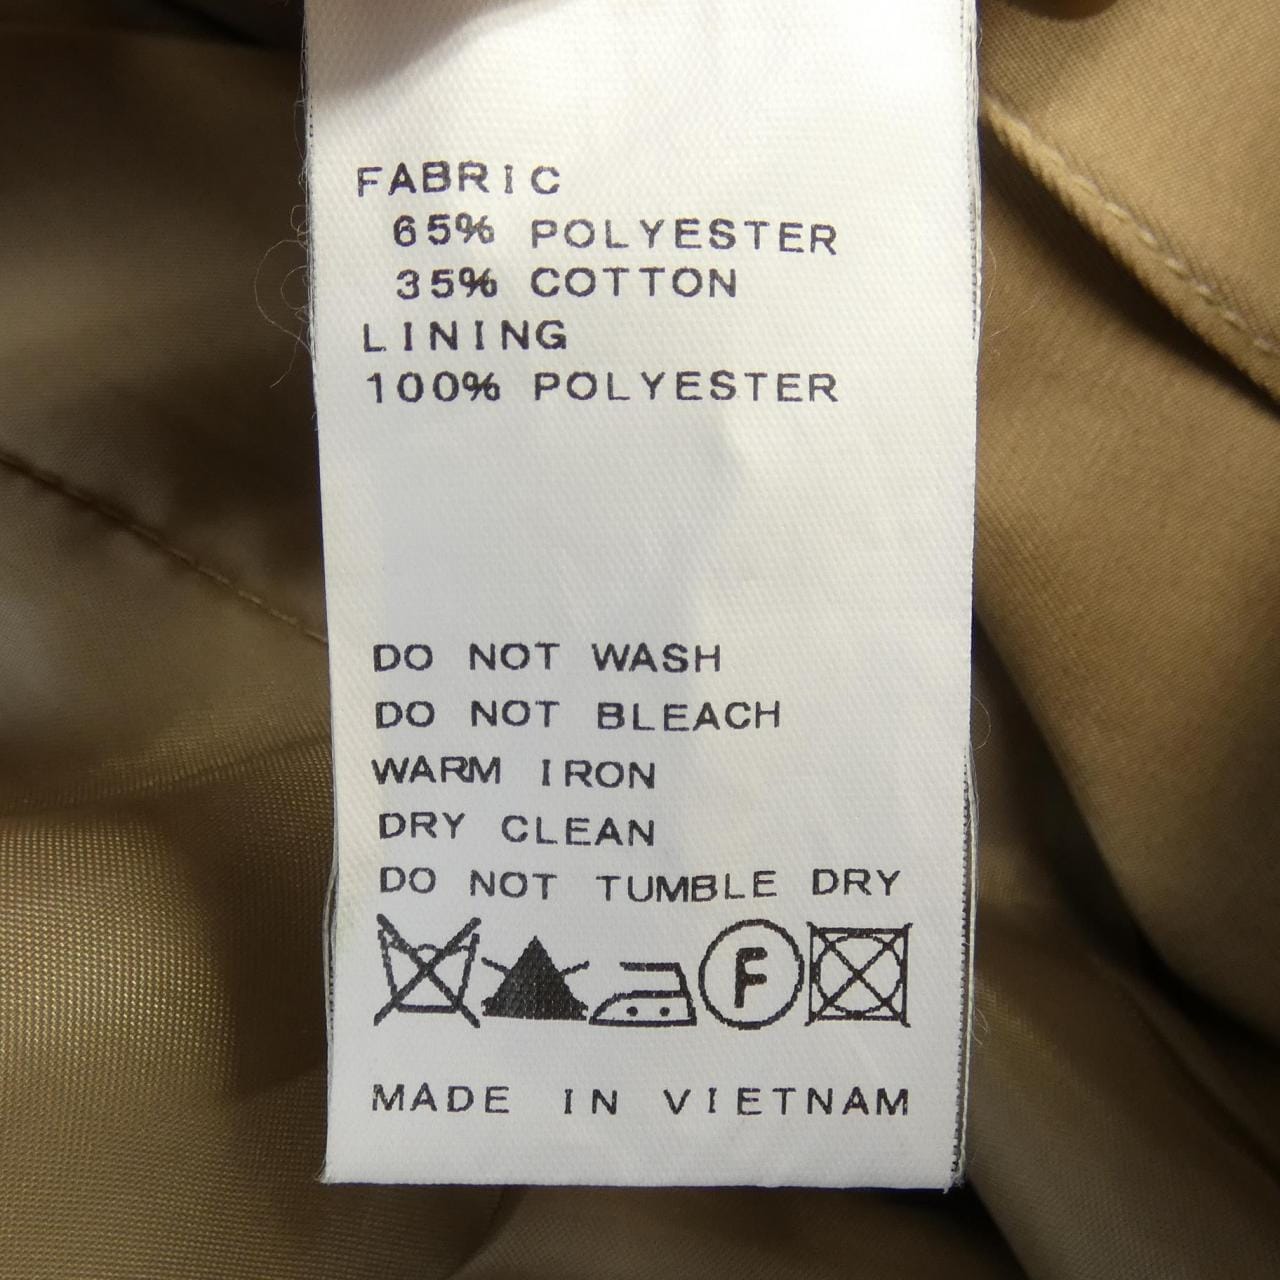 FABRIC
65% POLYESTER
35% COTTON
LINING
100% POLYESTER
DO NOT WASH
DO NOT BLEACH
WARM IRON
DRY CLEAN
DO NOT TUMBLE DRY
F
MADE IN VIETNAM